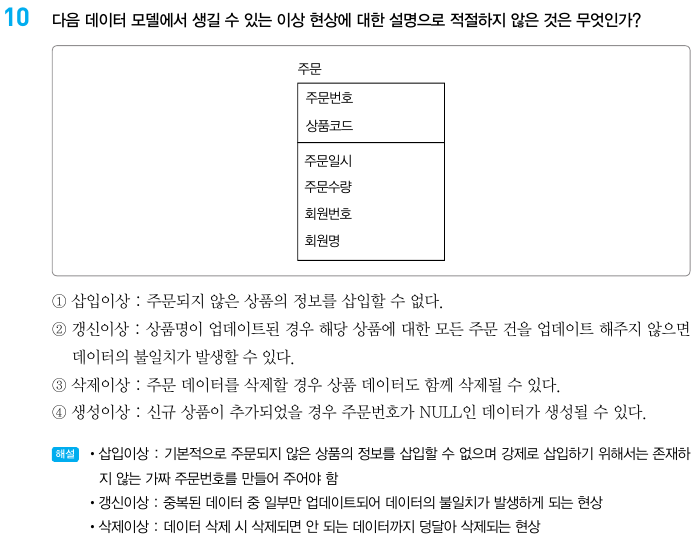 10 다음 데이터 모델에서 생길 수 있는 이상 현상에 대한 설명으로 적절하지 않은 것은 무엇인가?
주문
주문번호
상품코드
주문일시
주문수량
회원번호
회원명
① 삽입이상 : 주문되지 않은 상품의 정보를 삽입할 수 없다.
② 갱신이상 : 상품명이 업데이트된 경우 해당 상품에 대한 모든 주문 건을 업데이트 해주지 않으면
데이터의 불일치가 발생할 수 있다.
③ 삭제이상 : 주문 데이터를 삭제할 경우 상품 데이터도 함께 삭제될 수 있다.
④ 생성이상 : 신규 상품이 추가되었을 경우 주문번호가 NULL인 데이터가 생성될 수 있다.
해설 • 삽입이상 : 기본적으로 주문되지 않은 상품의 정보를 삽입할 수 없으며 강제로 삽입하기 위해서는 존재하
지 않는 가짜 주문번호를 만들어 주어야 함
• 갱신이상 : 중복된 데이터 중 일부만 업데이트되어 데이터의 불일치가 발생하게 되는 현상
• 삭제이상 : 데이터 삭제 시 삭제되면 안 되는 데이터까지 덩달아 삭제되는 현상